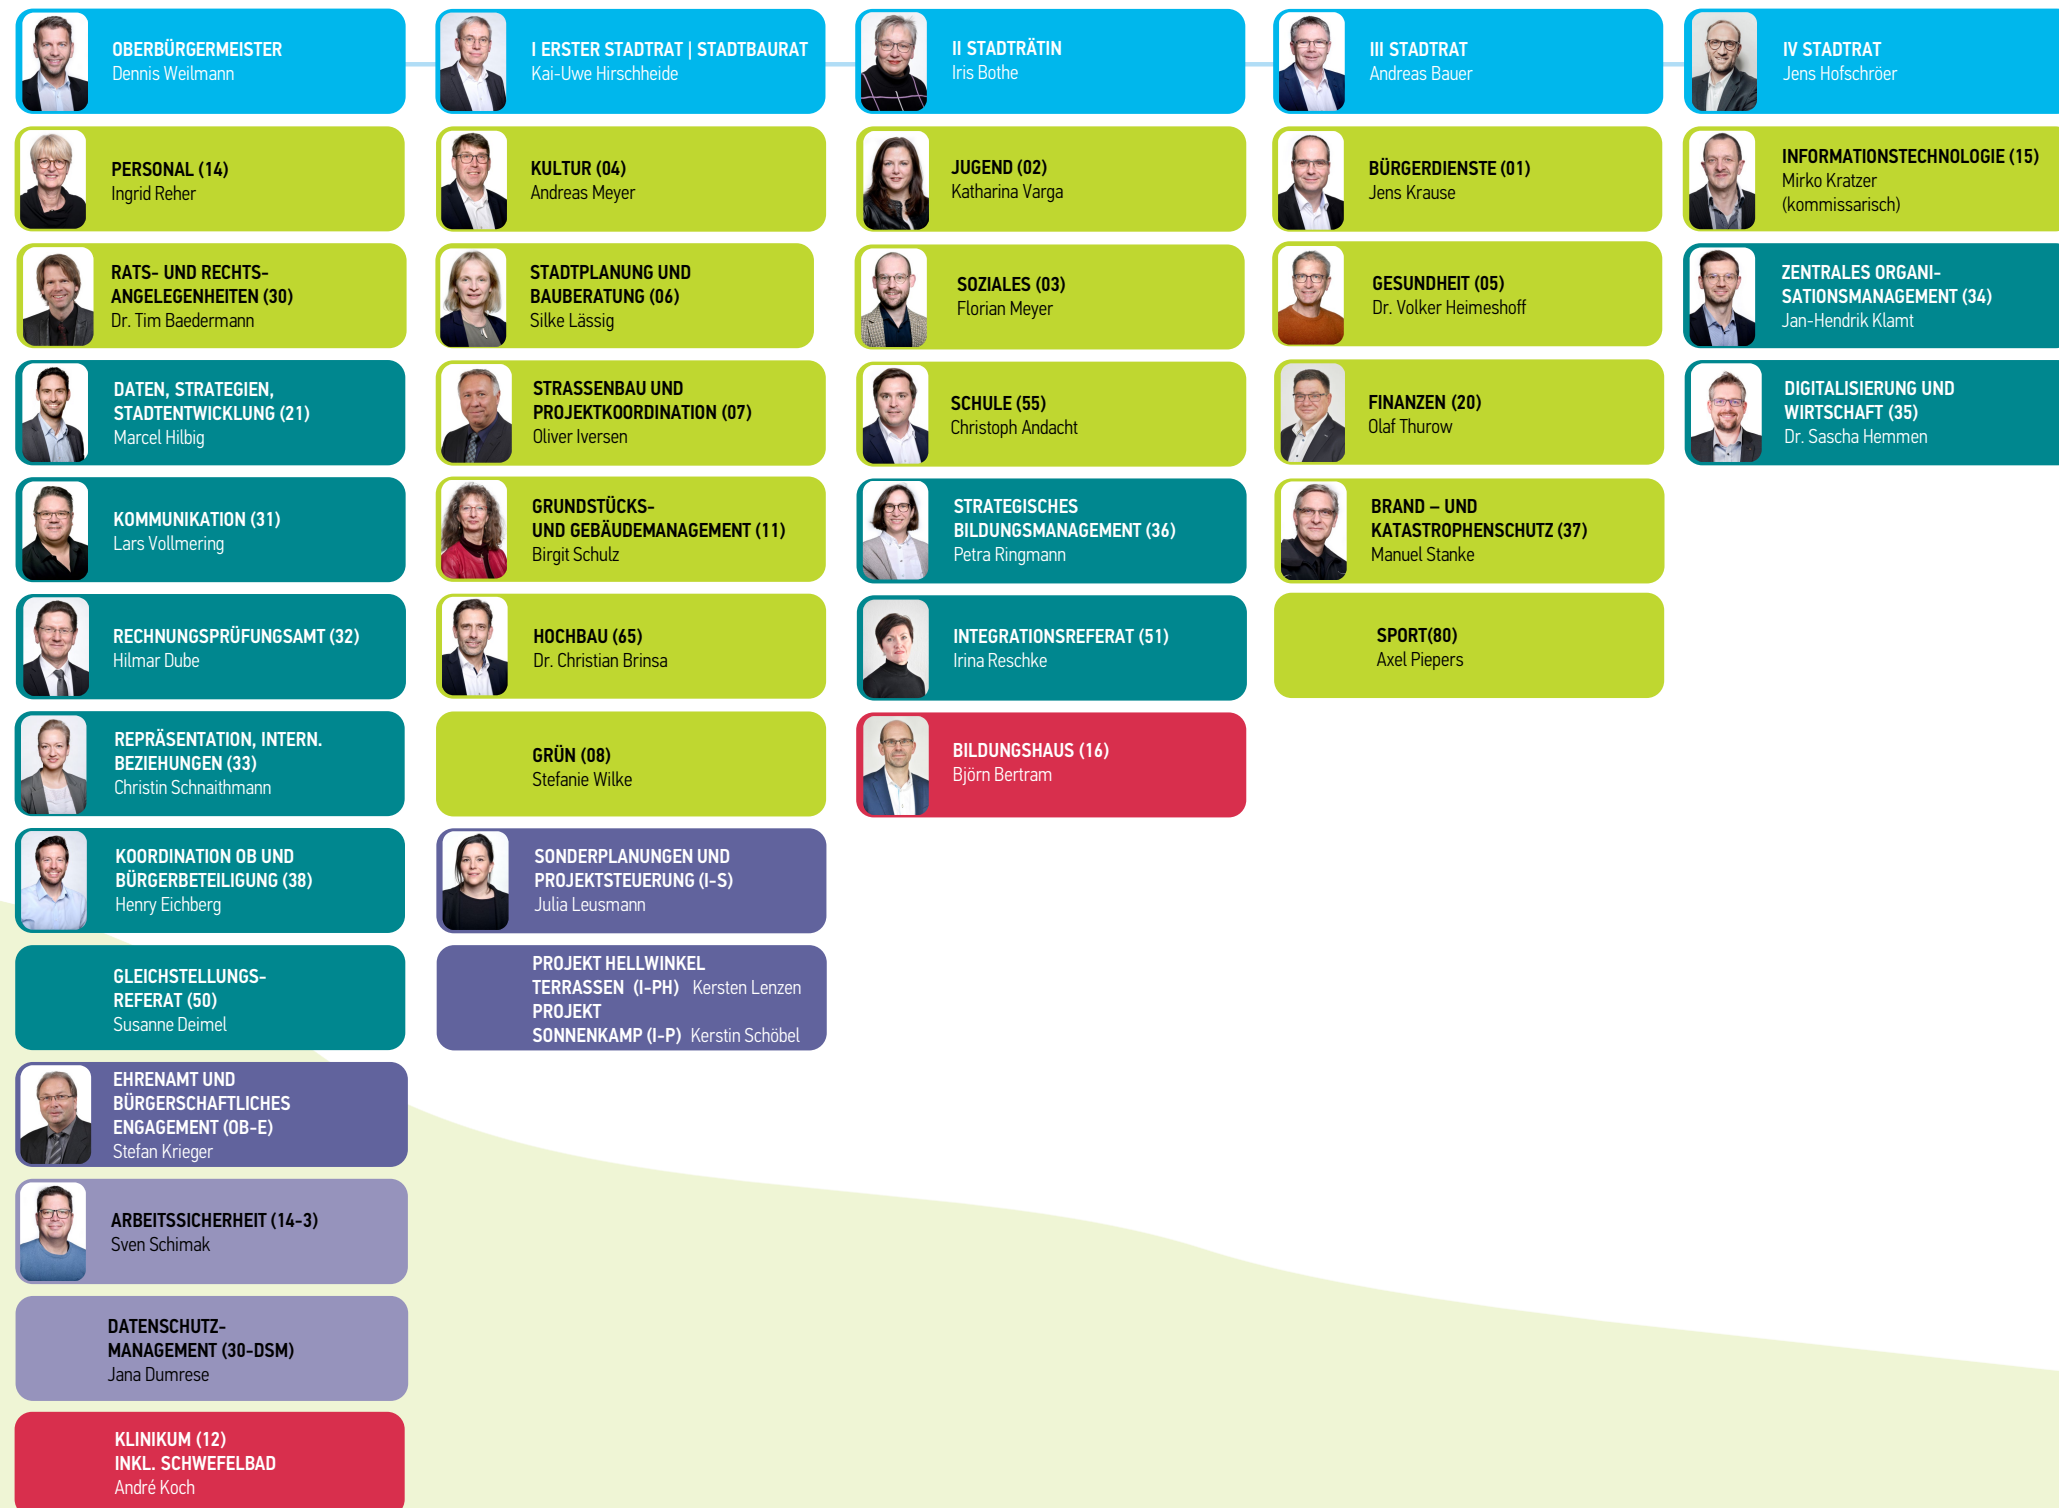 OBERBÜRGERMEISTER
Dennis Weilmann
PERSONAL (14)
Ingrid Reher
RATS- UND RECHTS-
ANGELEGENHEITEN (30)
Dr. Tim Baedermann
DATEN, STRATEGIEN,
STADTENTWICKLUNG (21)
Marcel Hilbig
KOMMUNIKATION (31)
Lars Vollmering
RECHNUNGSPRÜFUNGSAMT (32)
Hilmar Dube
REPRÄSENTATION, INTERN.
BEZIEHUNGEN (33)
Christin Schnaithmann
KOORDINATION OB UND
BÜRGERBETEILIGUNG (38)
Henry Eichberg
GLEICHSTELLUNGS-
REFERAT (50)
Susanne Deimel
EHRENAMT UND
BÜRGERSCHAFTLICHES
ENGAGEMENT (OB-E)
Stefan Krieger
ARBEITSSICHERHEIT (14-3)
Sven Schimak
DATENSCHUTZ-
MANAGEMENT (30-DSM)
Jana Dumrese
KLINIKUM (12)
INKL. SCHWEFELBAD
André Koch
I ERSTER STADTRAT | STADTBAURAT
Kai-Uwe Hirschheide
KULTUR (04)
Andreas Meyer
STADTPLANUNG UND
BAUBERATUNG (06)
Silke Lässig
STRASSENBAU UND
PROJEKTKOORDINATION (07)
Oliver Iversen
GRUNDSTÜCKS-
UND GEBÄUDEMANAGEMENT (11)
Birgit Schulz
HOCHBAU (65)
Dr. Christian Brinsa
GRÜN (08)
Stefanie Wilke
SONDERPLANUNGEN UND
PROJEKTSTEUERUNG (I-S)
Julia Leusmann
PROJEKT HELLWINKEL
TERRASSEN (I-PH) Kersten Lenzen
PROJEKT
SONNENKAMP (I-P) Kerstin Schöbel
II STADTRÄTIN
Iris Bothe
JUGEND (02)
Katharina Varga
SOZIALES (03)
Florian Meyer
SCHULE (55)
Christoph Andacht
STRATEGISCHES
BILDUNGSMANAGEMENT (36)
Petra Ringmann
INTEGRATIONSREFERAT (51)
Irina Reschke
BILDUNGSHAUS (16)
Björn Bertram
III STADTRAT
Andreas Bauer
BÜRGERDIENSTE (01)
Jens Krause
GESUNDHEIT (05)
Dr. Volker Heimeshoff
FINANZEN (20)
Olaf Thurow
BRAND – UND
KATASTROPHENSCHUTZ (37)
Manuel Stanke
SPORT(80)
Axel Piepers
IV STADTRAT
Jens Hofschröer
INFORMATIONSTECHNOLOGIE (15)
Mirko Kratzer
(kommissarisch)
ZENTRALES ORGANI-
SATIONSMANAGEMENT (34)
Jan-Hendrik Klamt
DIGITALISIERUNG UND
WIRTSCHAFT (35)
Dr. Sascha Hemmen